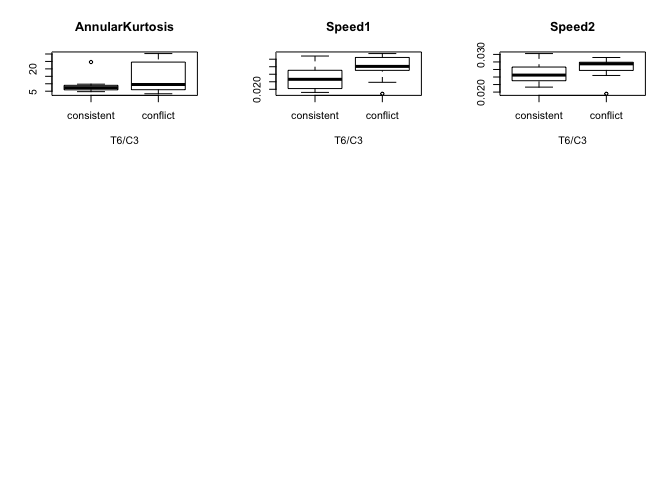 AnnularKurtosis
20
5
consistent conflict
T6/C3
Speed1
0.020
consistent conflict
T6/C3
Speed2
0.030
0.020
consistent conflict
T6/C3